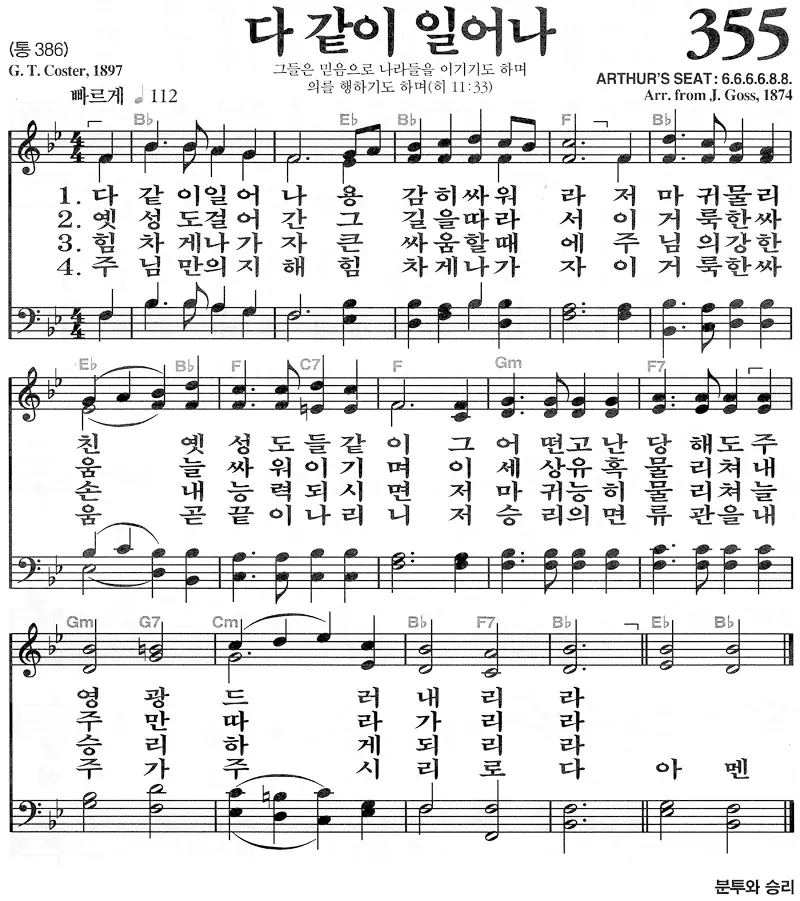 다 같이 일어나
355
(통 386)
G. T. Coster, 1897
그들은 믿음으로 나라들을 이기기도 하며
의를 행하기도 하며(히 11:33)
ARTHUR'S SEAT : 6.6.6.6.8.8.
Arr. from J. Goss, 1874
빠르게 ♩ 112
B♭ E♭ B♭ F B♭
1. 다 같 이 일 어 나 용 감 히 싸 워 라 저 마 귀 물 리
2. 옛 성 도 걸 어 간 그 길 을 따 라 서 이 거 룩 한 싸
3. 힘 차 게 나 가 자 큰 싸 움 할 때 에 주 님 의 강 한
4. 주 님 만 의 지 해 힘 차 게 나 가 자 이 거 룩 한 싸
E♭ B♭ F C7 F Gm F7
친 옛 성 도 들 같 이 그 어 떤 고 난 당 해 도 주
움 늘 싸 워 이 기 며 이 세 상 유 혹 물 리 쳐 내
손 내 능 력 되 시 면 저 마 귀 능 히 물 리 쳐 늘
움 곧 끝 이 나 리 니 저 승 리 의 면 류 관 을 내
Gm G7 Cm B♭ F7 B♭ E♭ B♭
영 광 드 러 내 리 라
주 만 따 라 가 리 라
승 리 하 게 되 리 라
주 가 주 시 리 로 다 아 멘
분투와 승리